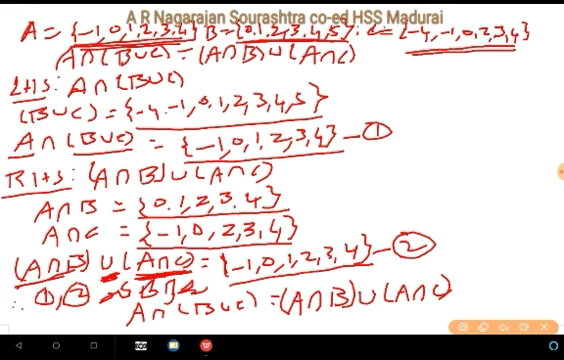 A R Nagarajan Sourashtra co-ed HSS Madurai
A = {-1,0,1,2,3,4} B = {0,1,2,3,4,5} : C = {-4,-1,0,2,3,4}
A∩(B∪C) = (A∩B)∪(A∩C)
LHS: A∩(B∪C)
(B∪C) = {-4,-1,0,1,2,3,4,5}
A∩(B∪C) = {-1,0,1,2,3,4} — ①
RHS: (A∩B)∪(A∩C)
A∩B = {0,1,2,3,4}
A∩C = {-1,0,2,3,4}
(A∩B)∪(A∩C) = {-1,0,1,2,3,4} — ②
∴ ①,②
A∩(B∪C) = (A∩B)∪(A∩C)